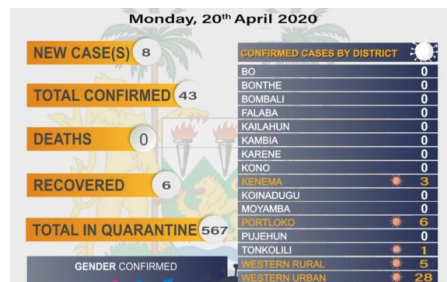 Monday, 20th April 2020
NEW CASE(S) 8
TOTAL CONFIRMED 43
DEATHS 0
RECOVERED 6
TOTAL IN QUARANTINE 567
GENDER CONFIRMED
CONFIRMED CASES BY DISTRICT
BO 0
BONTHE 0
BOMBALI 0
FALABA 0
KAILAHUN 0
KAMBIA 0
KARENE 0
KONO 0
KENEMA 3
KOINADUGU 0
MOYAMBA 0
PORTLOKO 6
PUJEHUN 0
TONKOLILI 1
WESTERN RURAL 5
WESTERN URBAN 28